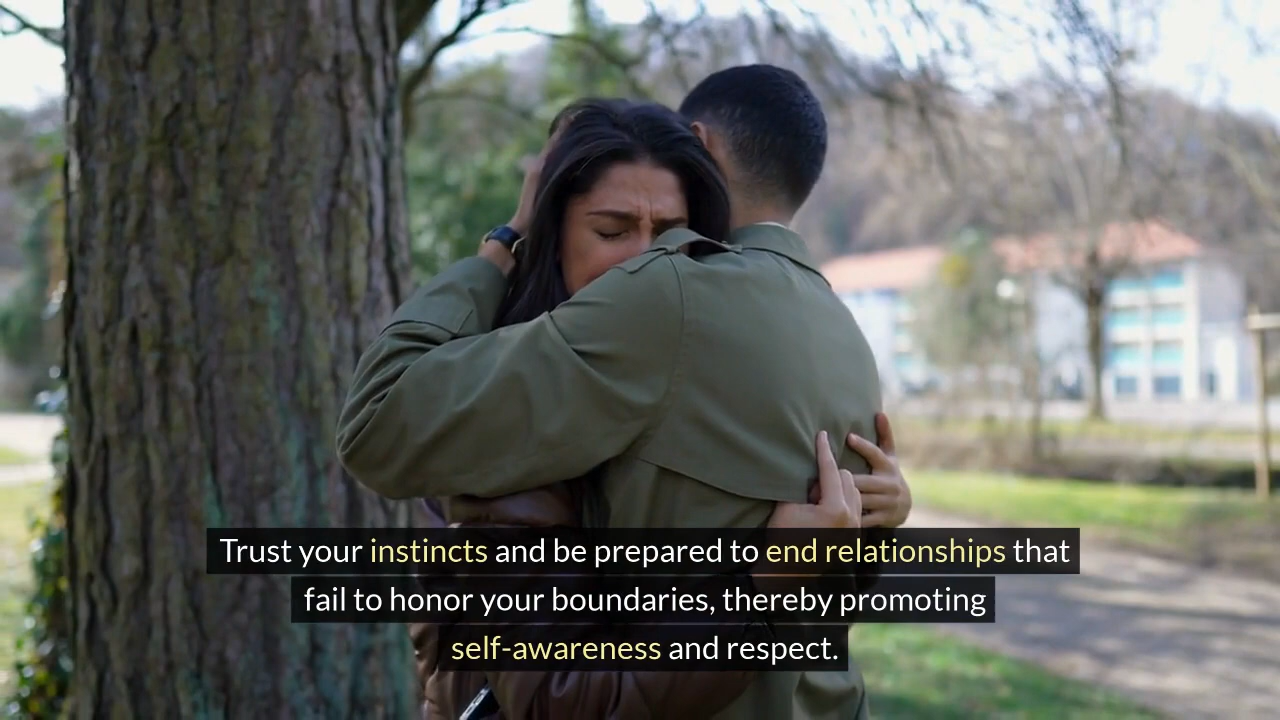 Trust your instincts and be prepared to end relationships that
fail to honor your boundaries, thereby promoting
self-awareness and respect.